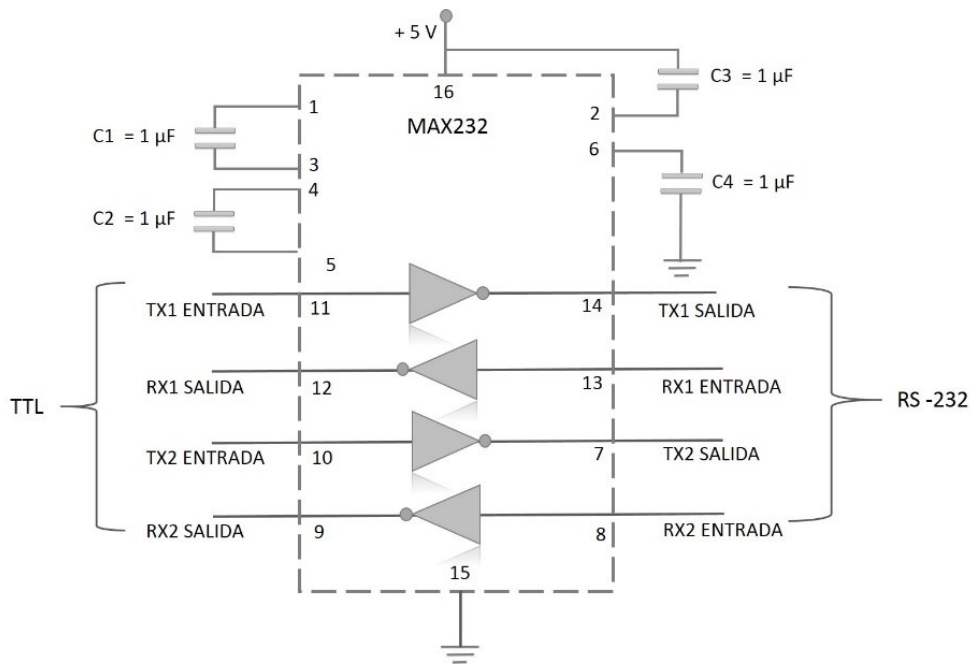 + 5 V
16
MAX232
C3 = 1 µF
1
C1 = 1 µF
3
2
6
4
C2 = 1 µF
C4 = 1 µF
5
TX1 ENTRADA
11
14
TX1 SALIDA
RX1 SALIDA
12
13
RX1 ENTRADA
TTL
RS -232
TX2 ENTRADA
10
7
TX2 SALIDA
RX2 SALIDA
9
8
RX2 ENTRADA
15